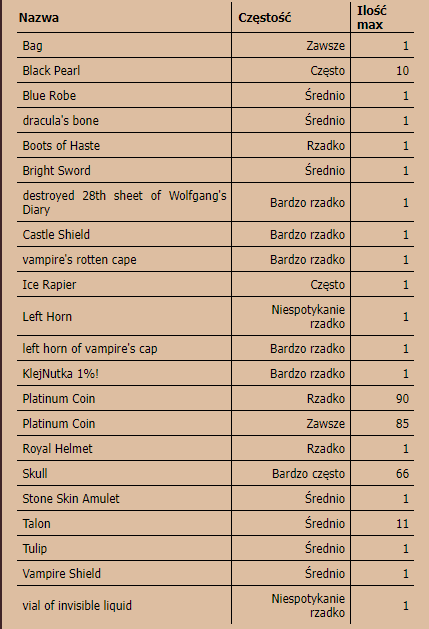 Nazwa Częstość Ilość
max
Bag Zawsze 1
Black Pearl Często 10
Blue Robe Średnio 1
dracula's bone Średnio 1
Boots of Haste Rzadko 1
Bright Sword Średnio 1
destroyed 28th sheet of Wolfgang's
Diary Bardzo rzadko 1
Castle Shield Bardzo rzadko 1
vampire's rotten cape Bardzo rzadko 1
Ice Rapier Często 1
Left Horn Niespotykanie
rzadko 1
left horn of vampire's cap Bardzo rzadko 1
KlejNutka 1%! Bardzo rzadko 1
Platinum Coin Rzadko 90
Platinum Coin Zawsze 85
Royal Helmet Rzadko 1
Skull Bardzo często 66
Stone Skin Amulet Średnio 1
Talon Średnio 11
Tulip Średnio 1
Vampire Shield Średnio 1
vial of invisible liquid Niespotykanie
rzadko 1